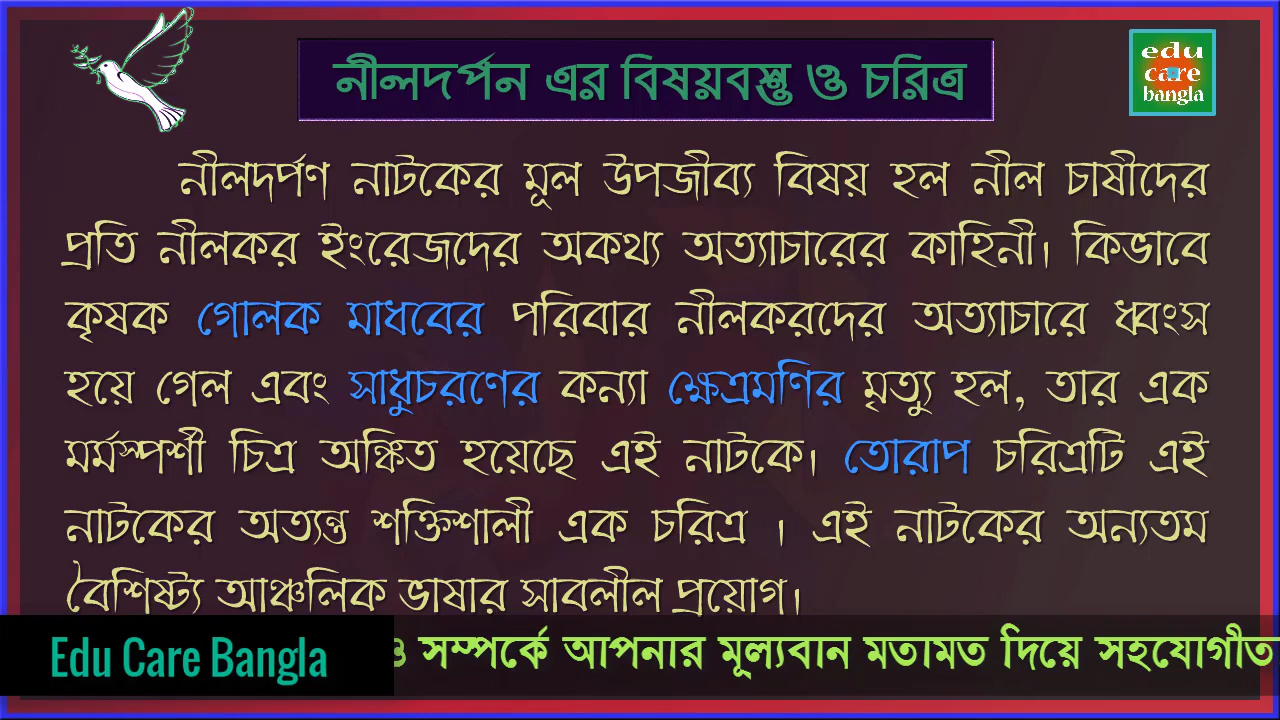 নীলদর্পন এর বিষয়বস্তু ও চরিত্র
edu
care
bangla
নীলদর্পণ নাটকের মূল উপজীব্য বিষয় হল নীল চাষীদের
প্রতি নীলকর ইংরেজদের অকথ্য অত্যাচারের কাহিনী। কিভাবে
কৃষক গোলক মাধবের পরিবার নীলকরদের অত্যাচারে ধ্বংস
হয়ে গেল এবং সাধুচরণের কন্যা ক্ষেত্রমণির মৃত্যু হল, তার এক
মর্মস্পর্শী চিত্র অঙ্কিত হয়েছে এই নাটকে। তোরাপ চরিত্রটি এই
নাটকের অত্যন্ত শক্তিশালী এক চরিত্র । এই নাটকের অন্যতম
বৈশিষ্ট্য আঞ্চলিক ভাষার সাবলীল প্রয়োগ।
Edu Care Bangla ও সম্পর্কে আপনার মূল্যবান মতামত দিয়ে সহযোগীত